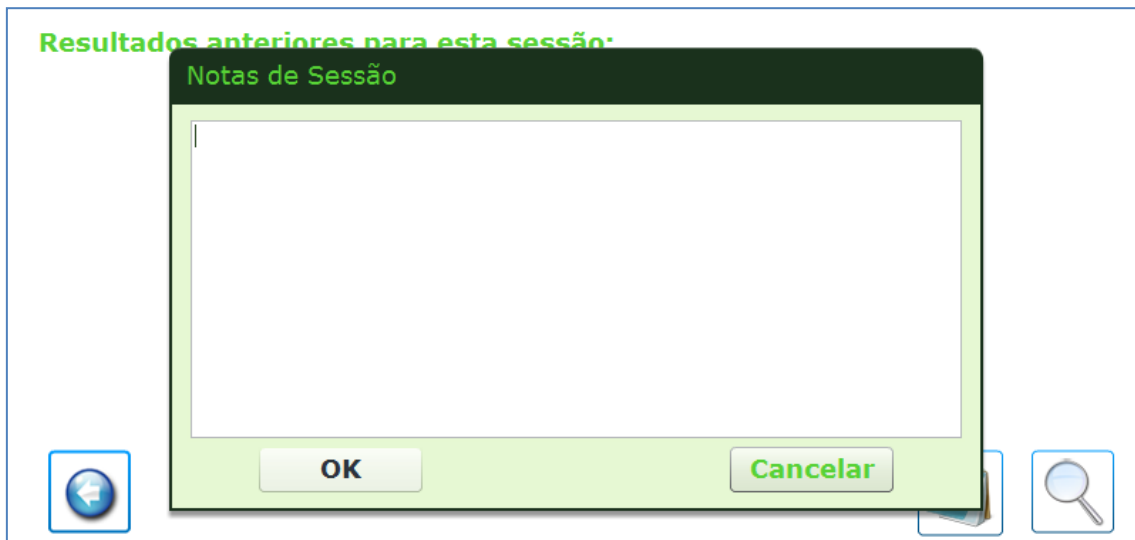 Resultados anteriores para esta sessão:
Notas de Sessão
OK
Cancelar